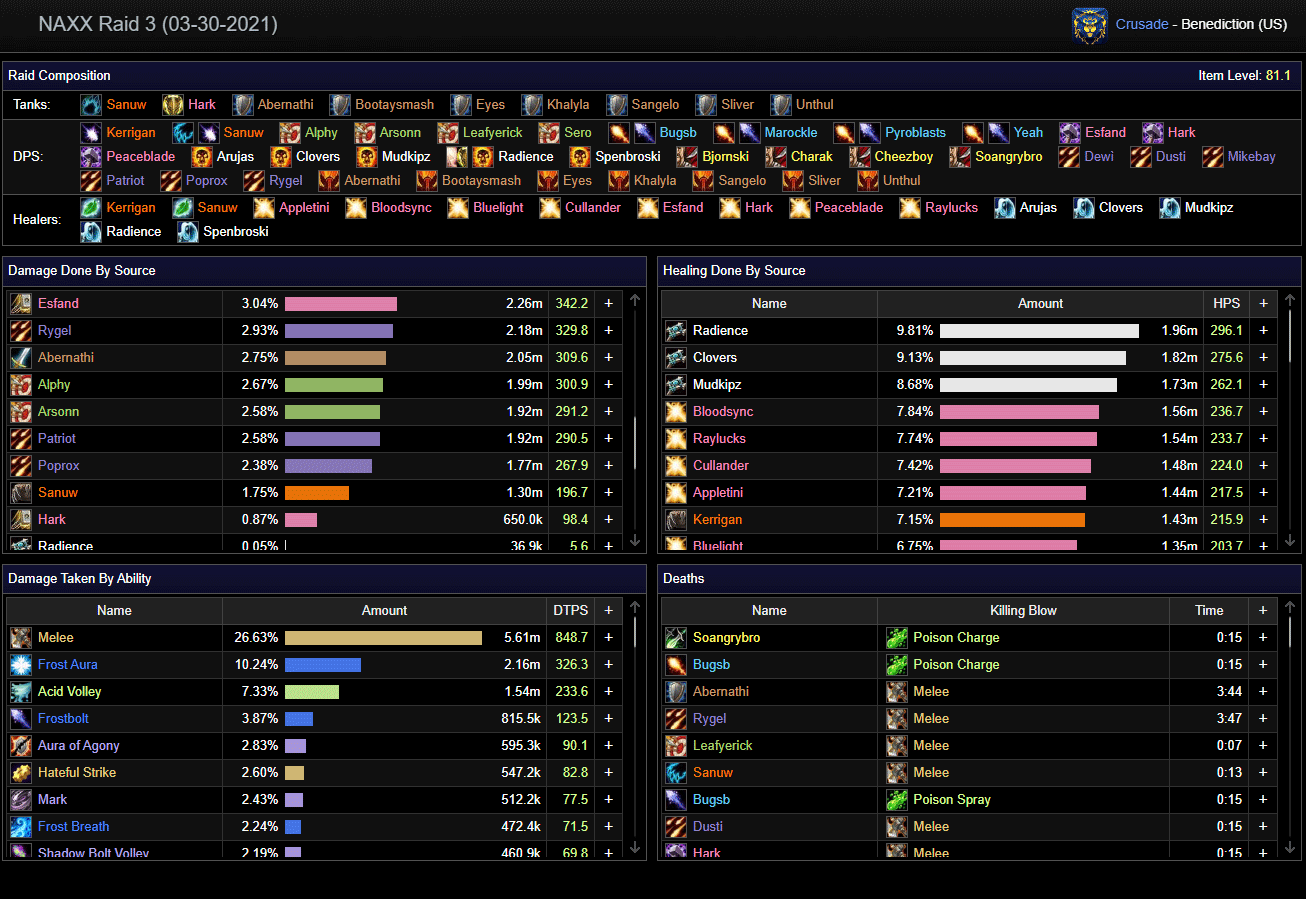 NAXX Raid 3 (03-30-2021)
Crusade - Benediction (US)
Raid Composition
Item Level: 81.1
Tanks: Sanuw Hark Abernathi Bootaysmash Eyes Khalyla Sangelo Sliver Unthul
DPS:
Kerrigan Sanuw Alphy Arsonn Leafyerick Sero Bugsb Marockle Pyroblasts Yeah Esfand Hark
Peaceblade Arujas Clovers Mudkipz Radience Spenbroski Bjornski Charak Cheezboy Soangrybro Dewi Dusti Mikebay
Patriot Poprox Rygel Abernathi Bootaysmash Eyes Khalyla Sangelo Sliver Unthul
Healers:
Kerrigan Sanuw Appletini Bloodsync Bluelight Cullander Esfand Hark Peaceblade Raylucks Arujas Clovers Mudkipz
Radience Spenbroski
Damage Done By Source
Esfand 3.04% 2.26m 342.2 +
Rygel 2.93% 2.18m 329.8 +
Abernathi 2.75% 2.05m 309.6 +
Alphy 2.67% 1.99m 300.9 +
Arsonn 2.58% 1.92m 291.2 +
Patriot 2.58% 1.92m 290.5 +
Poprox 2.38% 1.77m 267.9 +
Sanuw 1.75% 1.30m 196.7 +
Hark 0.87% 650.0k 98.4 +
Radience 0.05% 36.9k 5.6 +
Healing Done By Source
Name Amount HPS +
Radience 9.81% 1.96m 296.1 +
Clovers 9.13% 1.82m 275.6 +
Mudkipz 8.68% 1.73m 262.1 +
Bloodsync 7.84% 1.56m 236.7 +
Raylucks 7.74% 1.54m 233.7 +
Cullander 7.42% 1.48m 224.0 +
Appletini 7.21% 1.44m 217.5 +
Kerrigan 7.15% 1.43m 215.9 +
Bluelight 6.75% 1.35m 203.7 +
Damage Taken By Ability
Name Amount DTPS +
Melee 26.63% 5.61m 848.7 +
Frost Aura 10.24% 2.16m 326.3 +
Acid Volley 7.33% 1.54m 233.6 +
Frostbolt 3.87% 815.5k 123.5 +
Aura of Agony 2.83% 595.3k 90.1 +
Hateful Strike 2.60% 547.2k 82.8 +
Mark 2.43% 512.2k 77.5 +
Frost Breath 2.24% 472.4k 71.5 +
Shadow Bolt Volley 2.19% 460.9k 69.8 +
Deaths
Name Killing Blow Time +
Soangrybro Poison Charge 0:15 +
Bugsb Poison Charge 0:15 +
Abernathi Melee 3:44 +
Rygel Melee 3:47 +
Leafyerick Melee 0:07 +
Sanuw Melee 0:13 +
Bugsb Poison Spray 0:15 +
Dusti Melee 0:15 +
Hark Melee 0:15 +